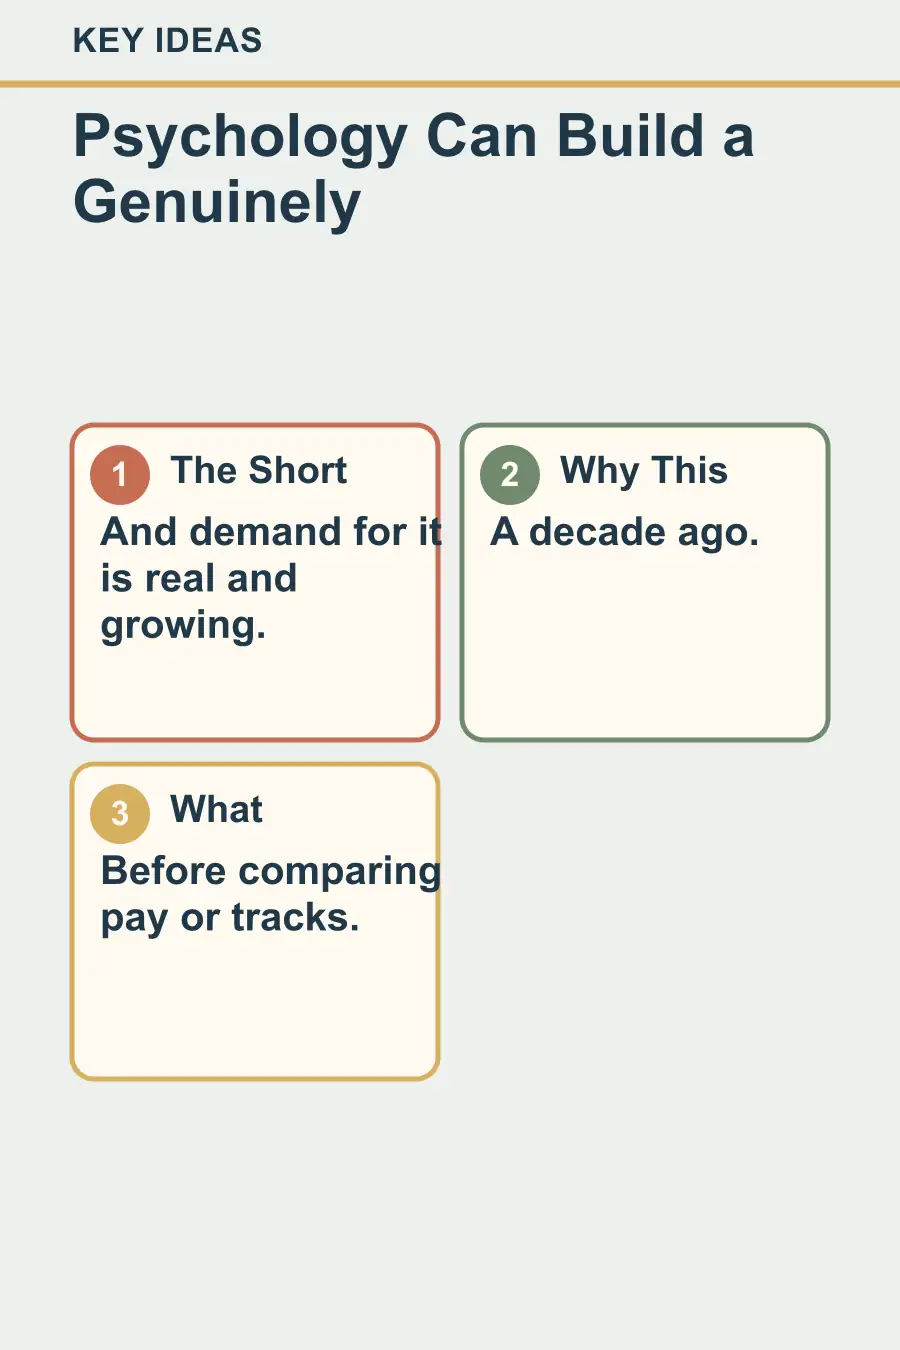 KEY IDEAS
Psychology Can Build a
Genuinely
1 The Short
And demand for it
is real and
growing.
2 Why This
A decade ago.
3 What
Before comparing
pay or tracks.